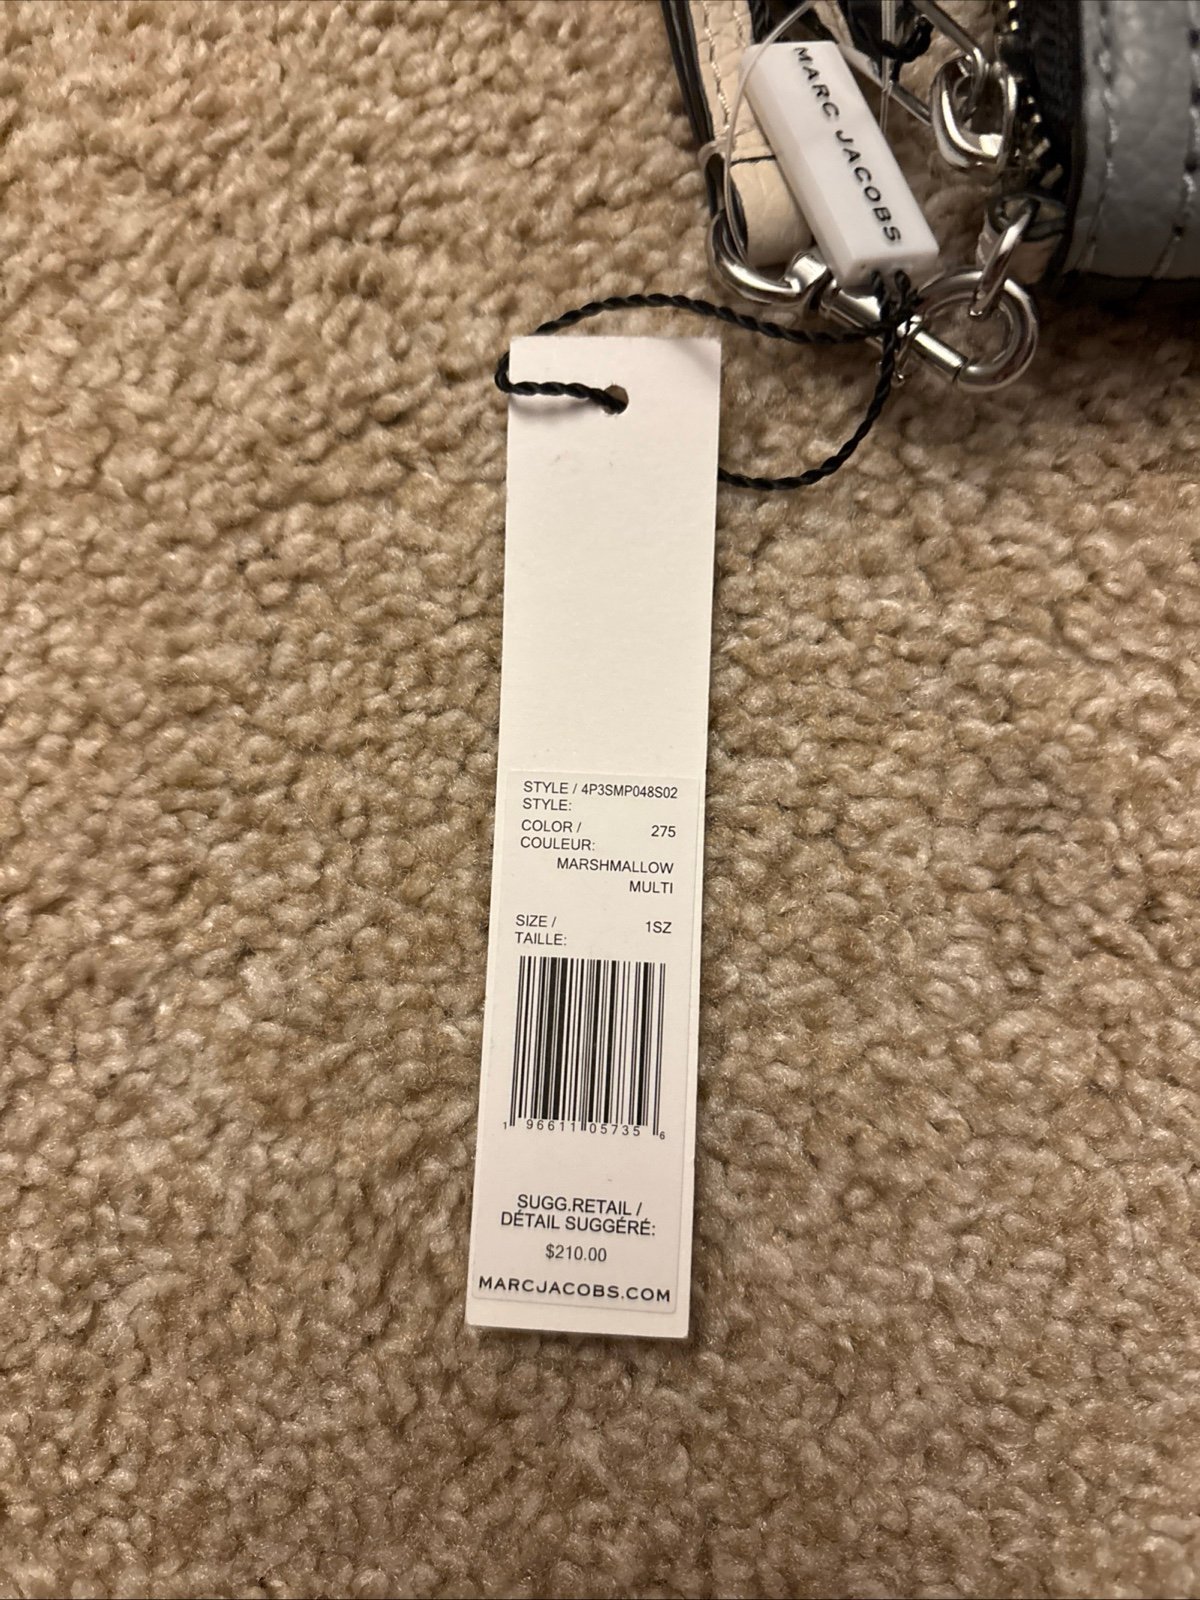 MARC JACOBS
STYLE / 4P3SMP048S02
STYLE:
COLOR / 275
COULEUR:
MARSHMALLOW
MULTI
SIZE / 1SZ
TAILLE:
1 96611 05735 6
SUGG.RETAIL /
DÉTAIL SUGGÉRÉ:
$210.00
MARCJACOBS.COM